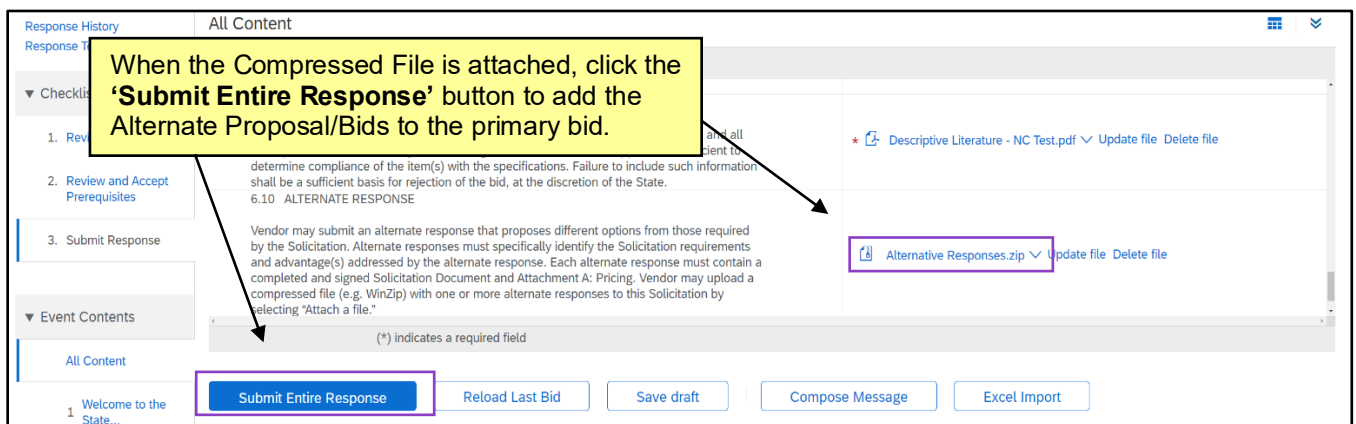 Response History
All Content
Response T
When the Compressed File is attached, click the
‘Submit Entire Response’ button to add the
Alternate Proposal/Bids to the primary bid.
▼ Checklis
1. Revi
and all
cient to
determine compliance of the item(s) with the specifications. Failure to include such information
shall be a sufficient basis for rejection of the bid, at the discretion of the State.
* Descriptive Literature - NC Test.pdf Update file Delete file
2. Review and Accept
Prerequisites
6.10 ALTERNATE RESPONSE
3. Submit Response
Vendor may submit an alternate response that proposes different options from those required
by the Solicitation. Alternate responses must specifically identify the Solicitation requirements
and advantage(s) addressed by the alternate response. Each alternate response must contain a
completed and signed Solicitation Document and Attachment A: Pricing. Vendor may upload a
compressed file (e.g. WinZip) with one or more alternate responses to this Solicitation by
selecting "Attach a file."
Alternative Responses.zip Update file Delete file
▼ Event Contents
(*) indicates a required field
All Content
1 Welcome to the
State...
Submit Entire Response Reload Last Bid Save draft Compose Message Excel Import